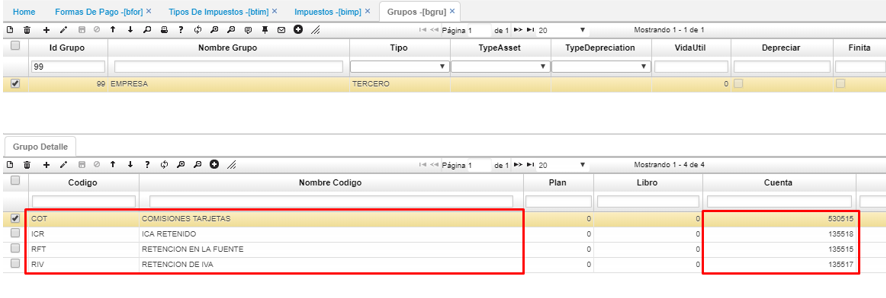 Home Formas De Pago -[bfor] × Tipos De Impuestos -[btim] × Impuestos -[bimp] × Grupos -[bgru] ×
Página 1 de 1 20 Mostrando 1 - 1 de 1
Id Grupo Nombre Grupo Tipo TypeAsset TypeDepreciation VidaUtil Depreciar Finita
99
99 EMPRESA TERCERO 0
Grupo Detalle
Página 1 de 1 20 Mostrando 1 - 4 de 4
Codigo Nombre Codigo Plan Libro Cuenta
COT COMISIONES TARJETAS 0 0 530515
ICR ICA RETENIDO 0 0 135518
RFT RETENCION EN LA FUENTE 0 0 135515
RIV RETENCION DE IVA 0 0 135517